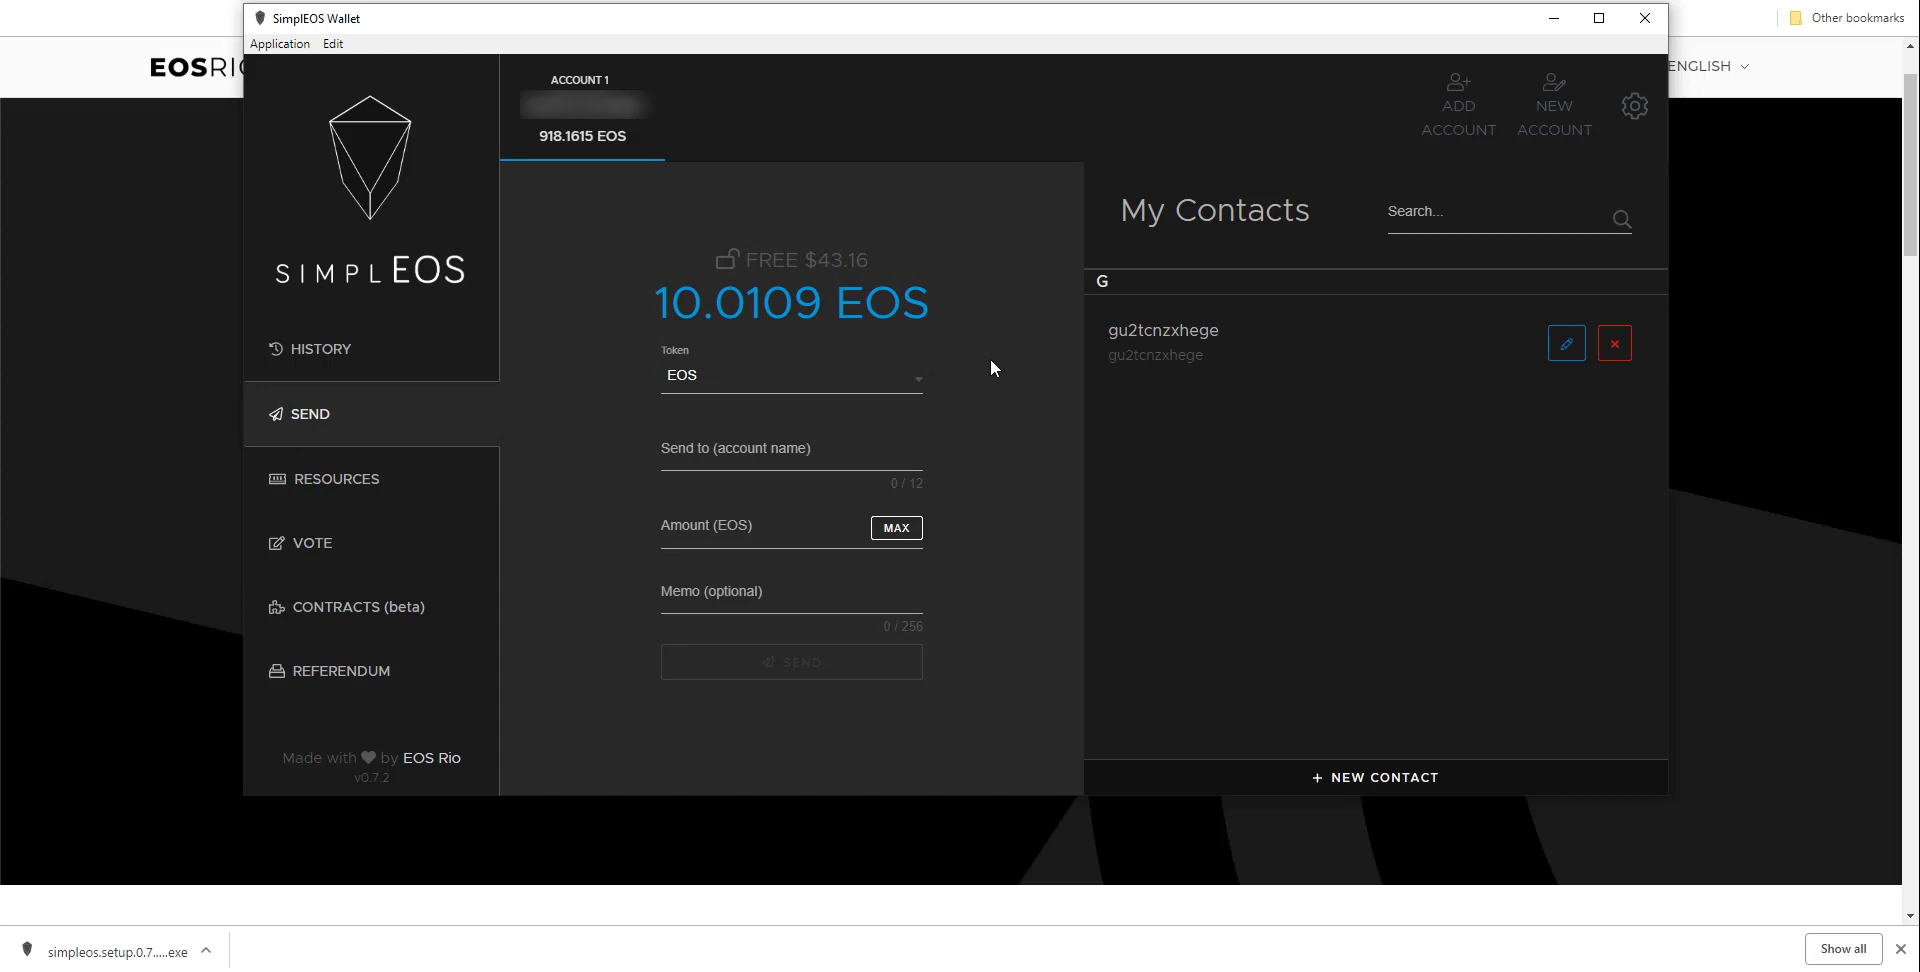 SimplEOS Wallet
Other bookmarks
Application Edit
EOSRIO
ENGLISH
SIMPLEOS
ACCOUNT 1
918.1615 EOS
ADD ACCOUNT
NEW ACCOUNT
HISTORY
SEND
RESOURCES
VOTE
CONTRACTS (beta)
REFERENDUM
Made with by EOS Rio
v0.7.2
FREE $43.16
10.0109 EOS
Token
EOS
Send to (account name)
0 / 12
Amount (EOS)
MAX
Memo (optional)
0 / 256
SEND
My Contacts
Search...
G
gu2tcnzxhege
gu2tcnzxhege
+ NEW CONTACT
simpleos.setup.0.7.....exe
Show all